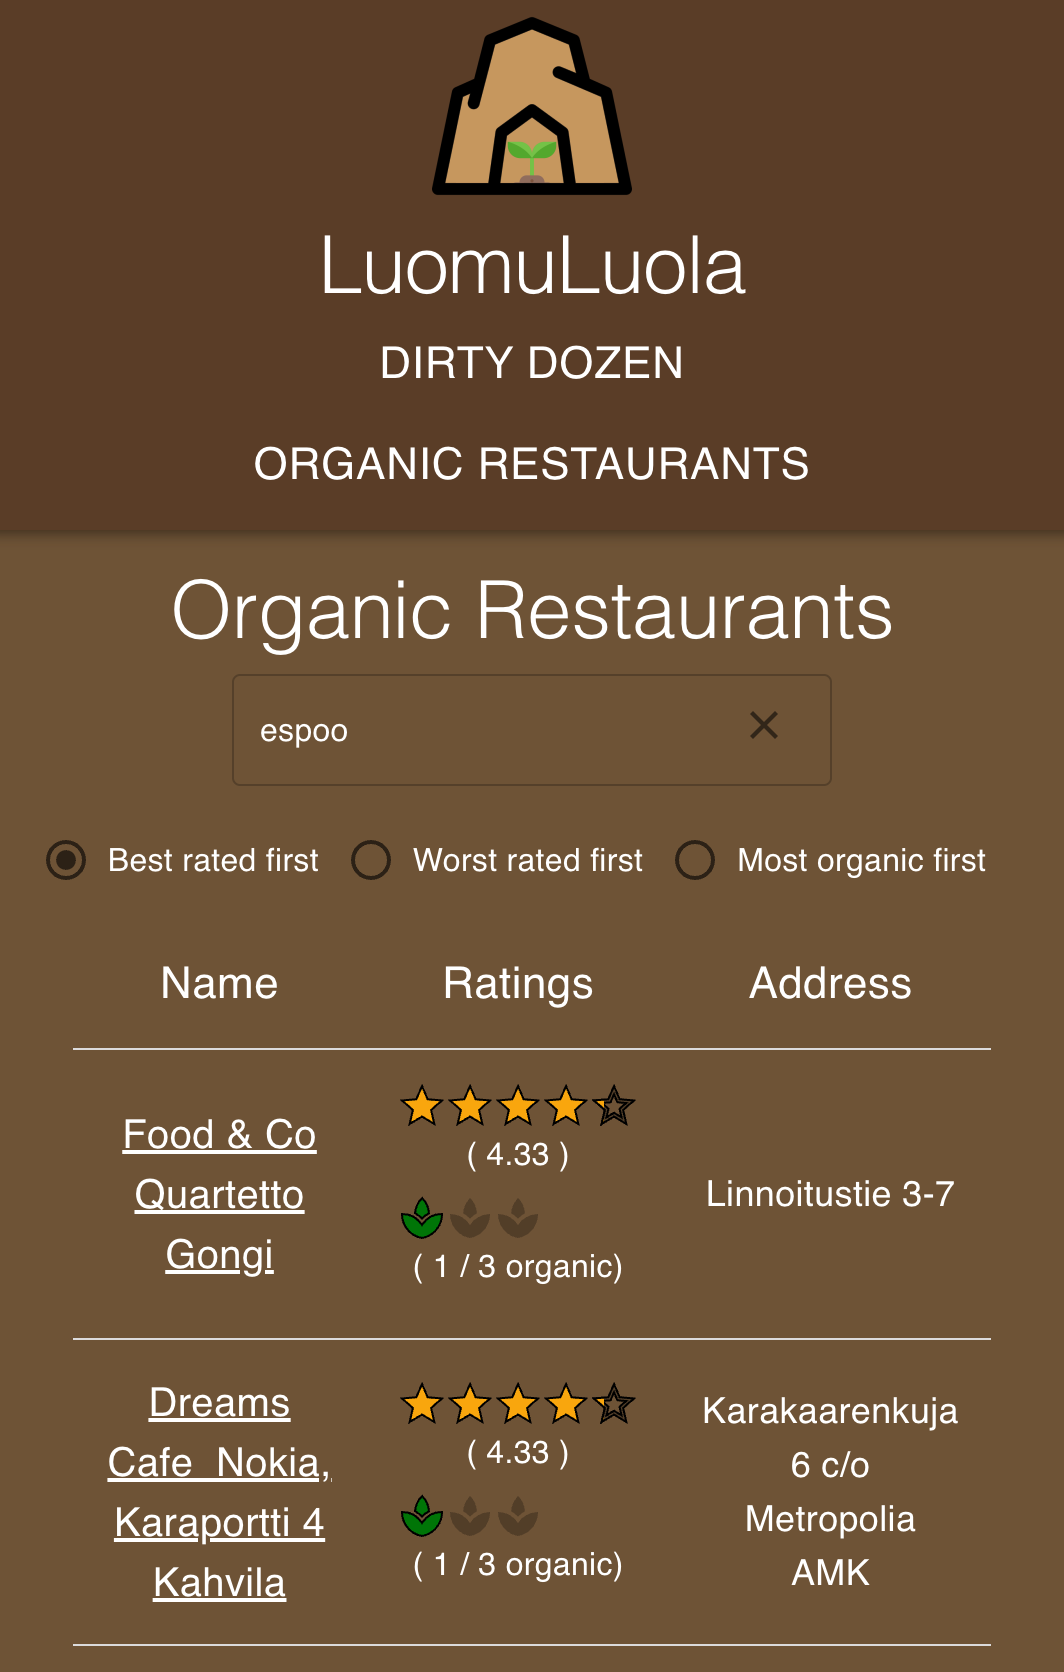 LuomuLuola
DIRTY DOZEN
ORGANIC RESTAURANTS
Organic Restaurants
espoo
Best rated first Worst rated first Most organic first
Name Ratings Address
Food & Co
Quartetto
Gongi
( 4.33 )
( 1 / 3 organic)
Linnoitustie 3-7
Dreams
Cafe Nokia,
Karaportti 4
Kahvila
( 4.33 )
( 1 / 3 organic)
Karakaarenkuja
6 c/o
Metropolia
AMK